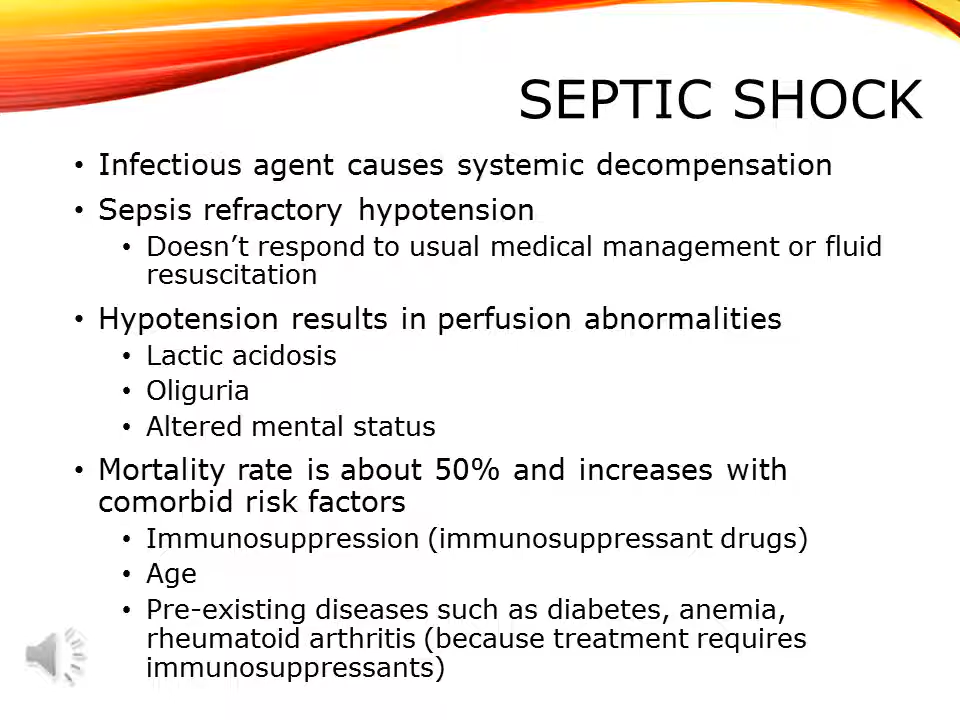 SEPTIC SHOCK
• Infectious agent causes systemic decompensation
• Sepsis refractory hypotension
• Doesn’t respond to usual medical management or fluid
resuscitation
• Hypotension results in perfusion abnormalities
• Lactic acidosis
• Oliguria
• Altered mental status
• Mortality rate is about 50% and increases with
comorbid risk factors
• Immunosuppression (immunosuppressant drugs)
• Age
• Pre-existing diseases such as diabetes, anemia,
rheumatoid arthritis (because treatment requires
immunosuppressants)